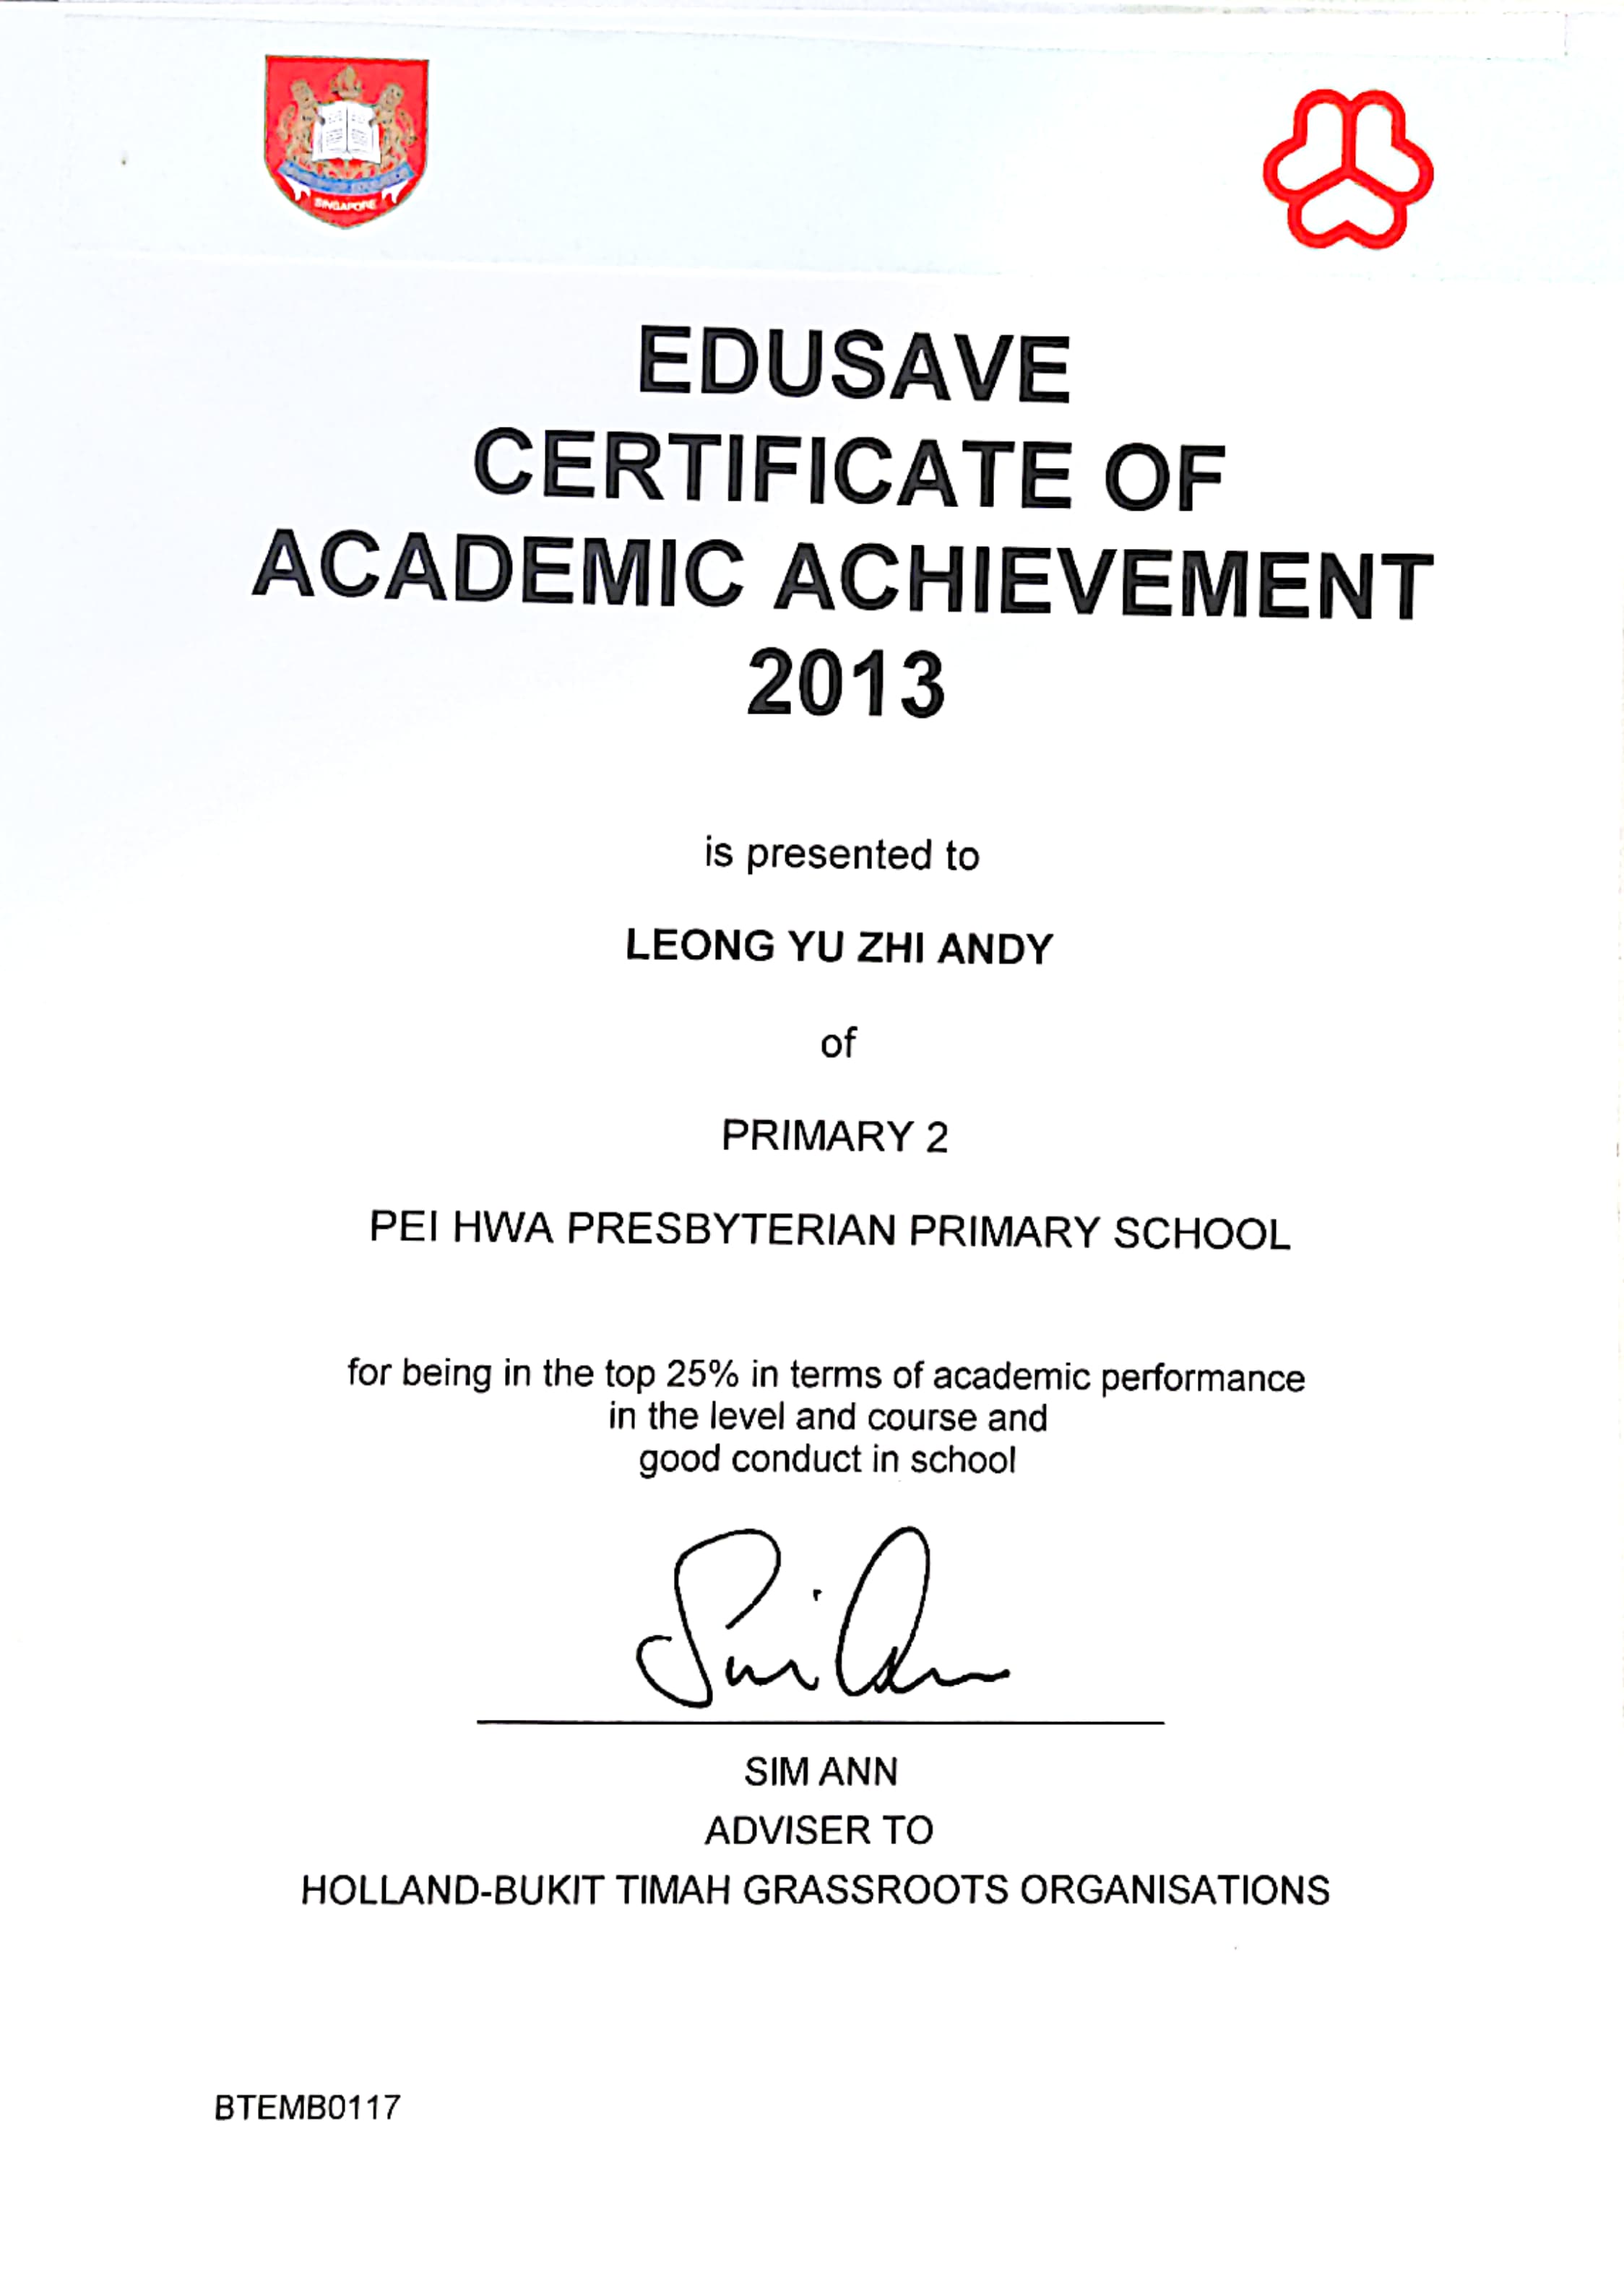 SINGAPORE
EDUSAVE
CERTIFICATE OF
ACADEMIC ACHIEVEMENT
2013
is presented to
LEONG YU ZHI ANDY
of
PRIMARY 2
PEI HWA PRESBYTERIAN PRIMARY SCHOOL
for being in the top 25% in terms of academic performance
in the level and course and
good conduct in school
Sim Ann
SIM ANN
ADVISER TO
HOLLAND-BUKIT TIMAH GRASSROOTS ORGANISATIONS
BTEMB0117